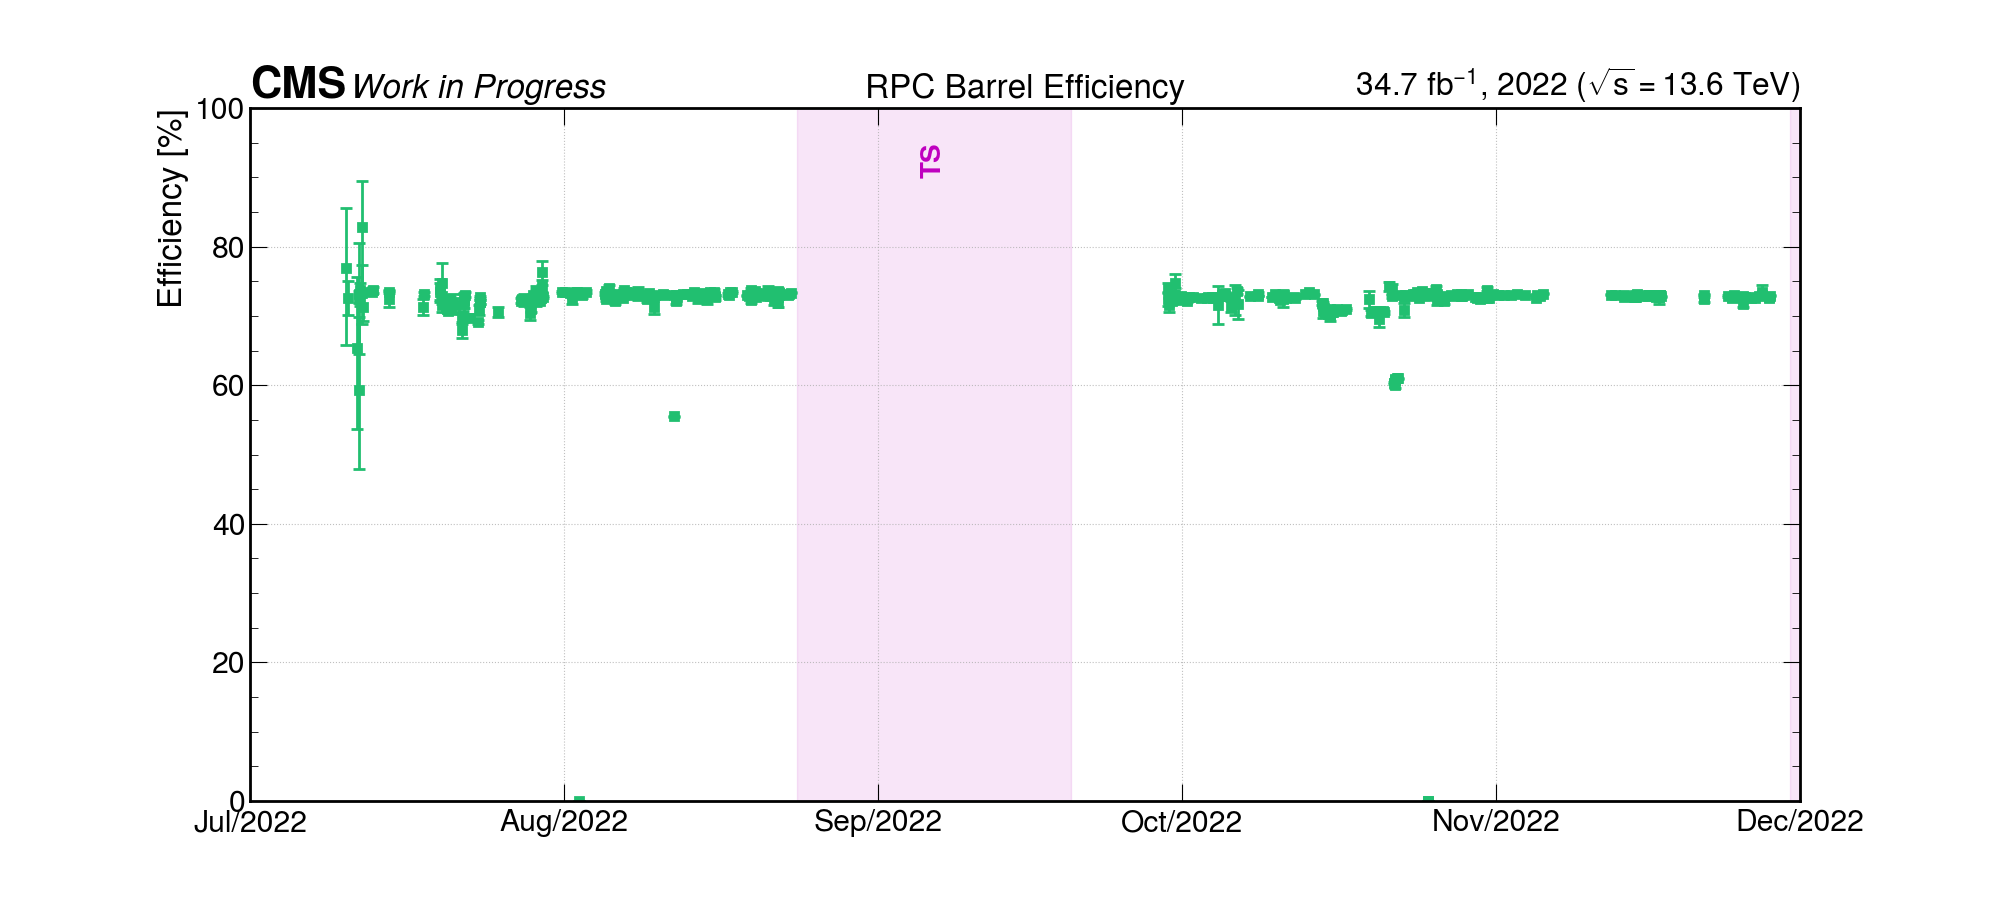 CMS Work in Progress RPC Barrel Efficiency 34.7 fb⁻¹, 2022 (√s = 13.6 TeV)
Efficiency [%]
100
80
60
40
20
0
TS
Jul/2022 Aug/2022 Sep/2022 Oct/2022 Nov/2022 Dec/2022